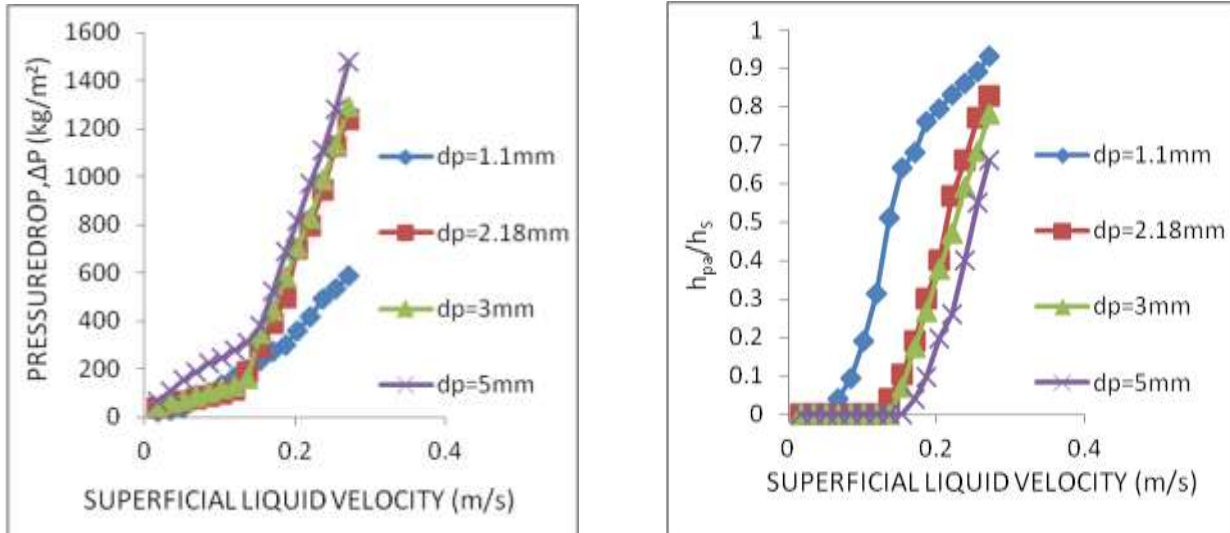 PRESSUREDROP,ΔP (kg/m²)
1600
1400
1200
1000
800
600
400
200
0
0
0.2
0.4
SUPERFICIAL LIQUID VELOCITY (m/s)
dp=1.1mm
dp=2.18mm
dp=3mm
dp=5mm
hpa/hs
1
0.9
0.8
0.7
0.6
0.5
0.4
0.3
0.2
0.1
0
0
0.2
0.4
SUPERFICIAL LIQUID VELOCITY (m/s)
dp=1.1mm
dp=2.18mm
dp=3mm
dp=5mm